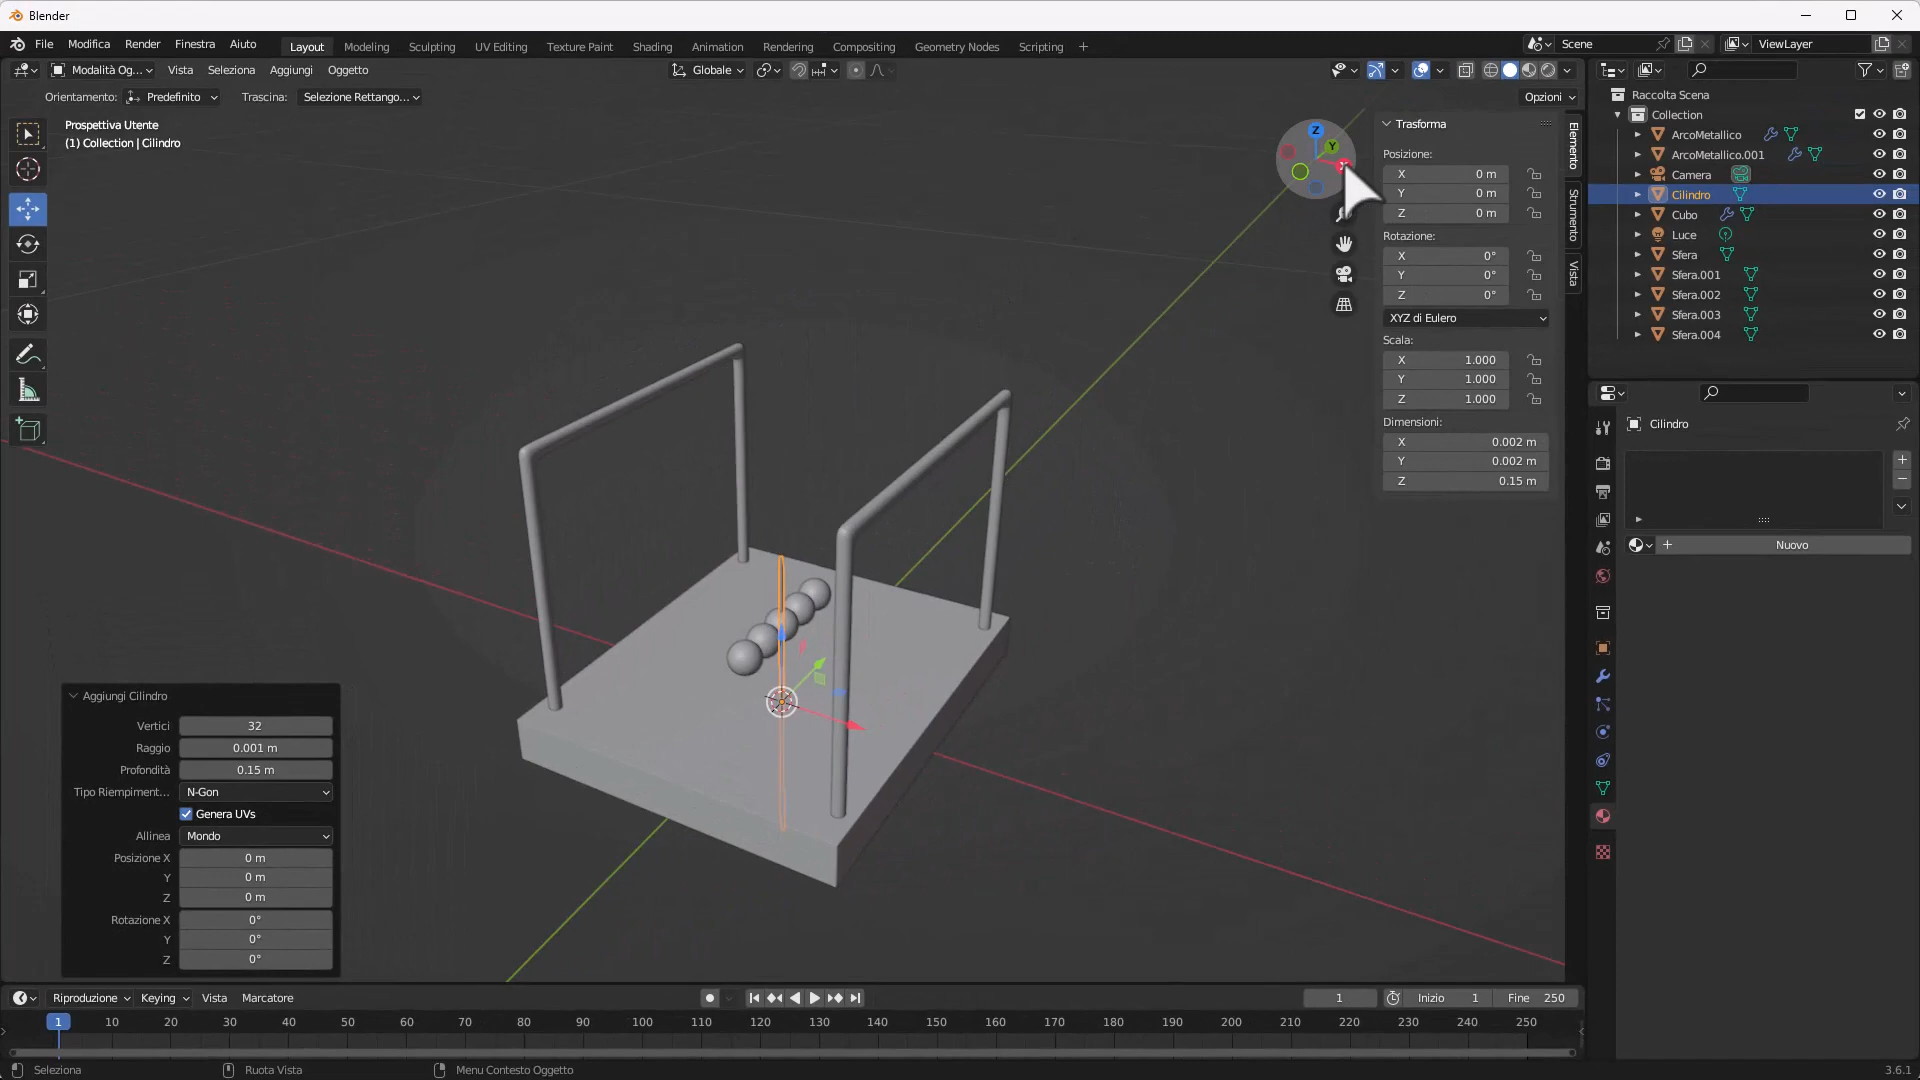 Blender
File Modifica Render Finestra Aiuto
Layout Modeling Sculpting UV Editing Texture Paint Shading Animation Rendering Compositing Geometry Nodes Scripting +
Scene
ViewLayer
Modalità Og... Vista Seleziona Aggiungi Oggetto
Globale
Orientamento: Predefinito Trascina: Selezione Rettango...
Opzioni
Prospettiva Utente
(1) Collection | Cilindro
Z
Y
Trasforma
Posizione:
X 0 m
Y 0 m
Z 0 m
Rotazione:
X 0°
Y 0°
Z 0°
XYZ di Eulero
Scala:
X 1.000
Y 1.000
Z 1.000
Dimensioni:
X 0.002 m
Y 0.002 m
Z 0.15 m
Elemento
Strumento
Vista
Raccolta Scena
Collection
ArcoMetallico
ArcoMetallico.001
Camera
Cilindro
Cubo
Luce
Sfera
Sfera.001
Sfera.002
Sfera.003
Sfera.004
Cilindro
Nuovo
Aggiungi Cilindro
Vertici 32
Raggio 0.001 m
Profondità 0.15 m
Tipo Riempiment... N-Gon
Genera UVs
Allinea Mondo
Posizione X 0 m
Y 0 m
Z 0 m
Rotazione X 0°
Y 0°
Z 0°
Riproduzione Keying Vista Marcatore
1
Inizio 1
Fine 250
1 10 20 30 40 50 60 70 80 90 100 110 120 130 140 150 160 170 180 190 200 210 220 230 240 250
Seleziona
Ruota Vista
Menu Contesto Oggetto
3.6.1